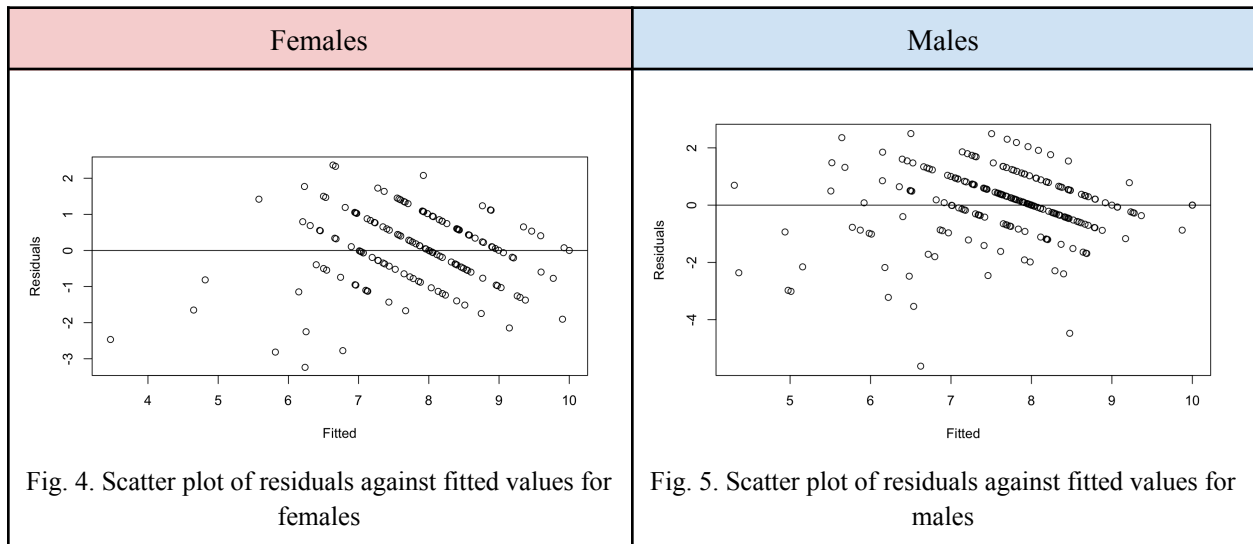 Females
Males
2
1
0
-1
-2
-3
Residuals
4
5
6
7
8
9
10
Fitted
2
0
-2
-4
Residuals
5
6
7
8
9
10
Fitted
Fig. 4. Scatter plot of residuals against fitted values for
females
Fig. 5. Scatter plot of residuals against fitted values for
males